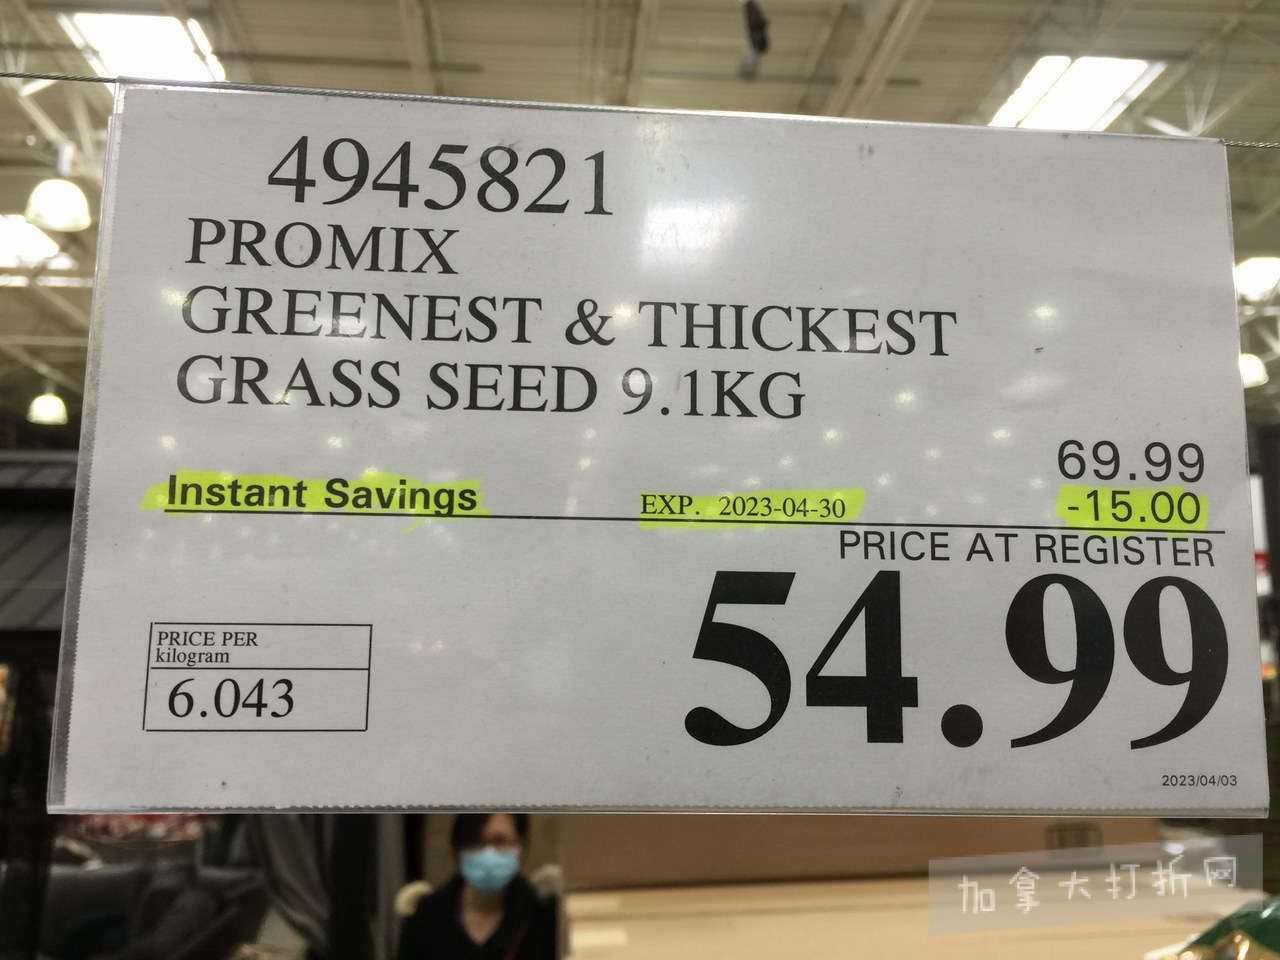 4945821
PROMIX
GREENEST & THICKEST
GRASS SEED 9.1KG
69.99
Instant Savings EXP. 2023-04-30 -15.00
PRICE AT REGISTER
54.99
PRICE PER
kilogram
6.043
2023/04/03
加拿大打折网